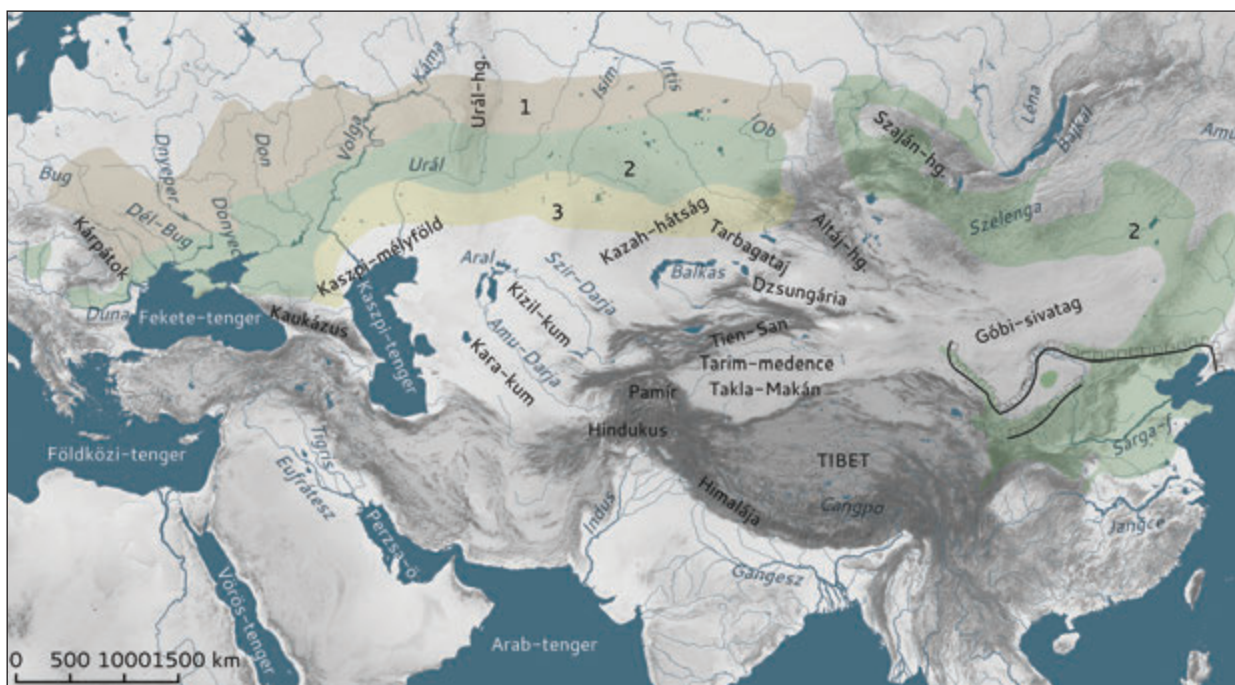 Káma
Isim
Irtis
Urál-hg.
1
Léna
Bajkál
Volga
Ob
Szaján-hg.
Don
Dnyeper
Bug
Urál
2
Dél-Bug
Donyec
3
Szelenga
2
Kárpátok
Kaszpi-mélyföld
Kazah-hátság
Tarbagataj
Altáj-hg.
Aral
Szir-Darja
Balkas
Dzsungária
Duna
Fekete-tenger
Kaukázus
Kaszpi-tenger
Kizil-kum
Tien-San
Góbi-sivatag
Amu-Darja
Kara-kum
Tarim-medence
Pamír
Takla-Makán
Hindukus
Sárga-f.
Földközi-tenger
Tigris
Eufrátesz
TIBET
Himalája
Cangpo
Indus
Jangce
Perzsa-ö.
Gangesz
Vörös-tenger
Arab-tenger
0 500 1000 1500 km